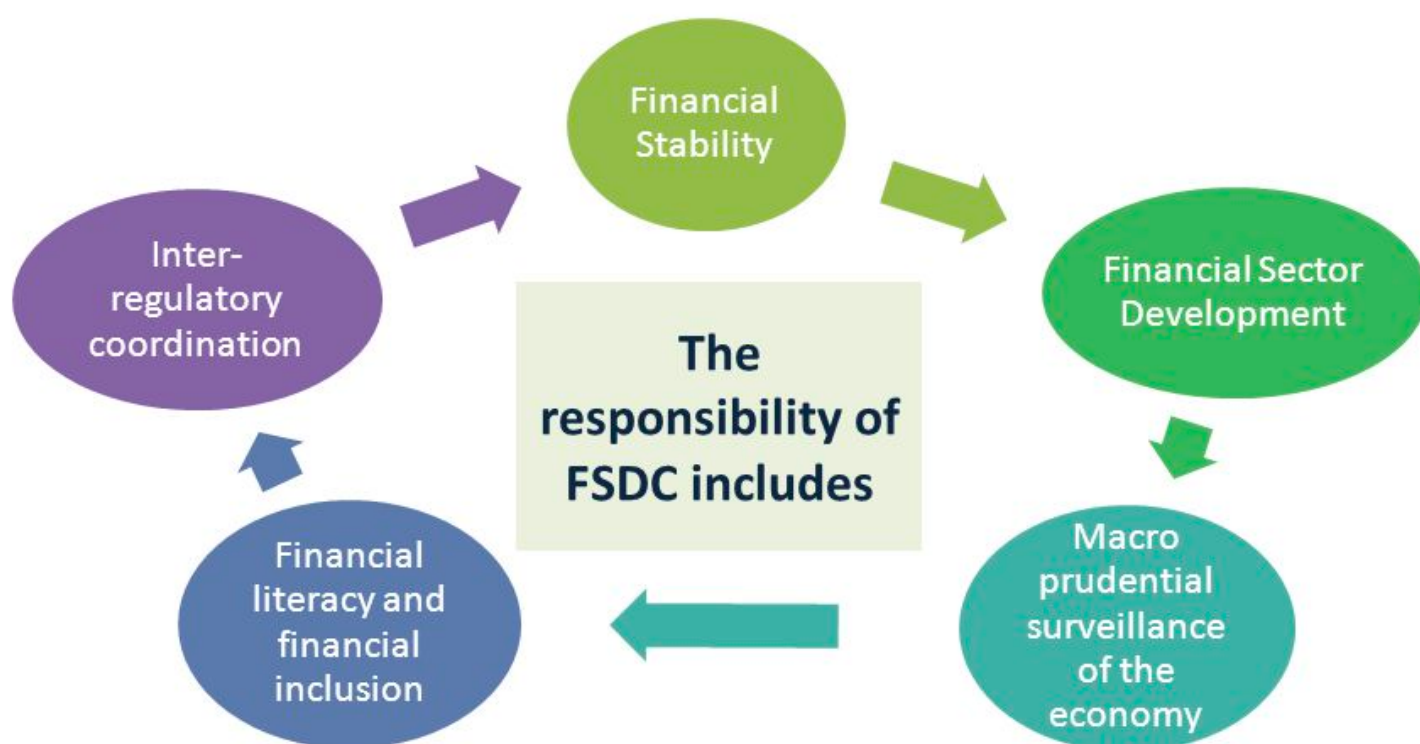 Financial
Stability
Financial Sector
Development
Macro
prudential
surveillance
of the
economy
Financial
literacy and
financial
inclusion
Inter-
regulatory
coordination
The
responsibility of
FSDC includes